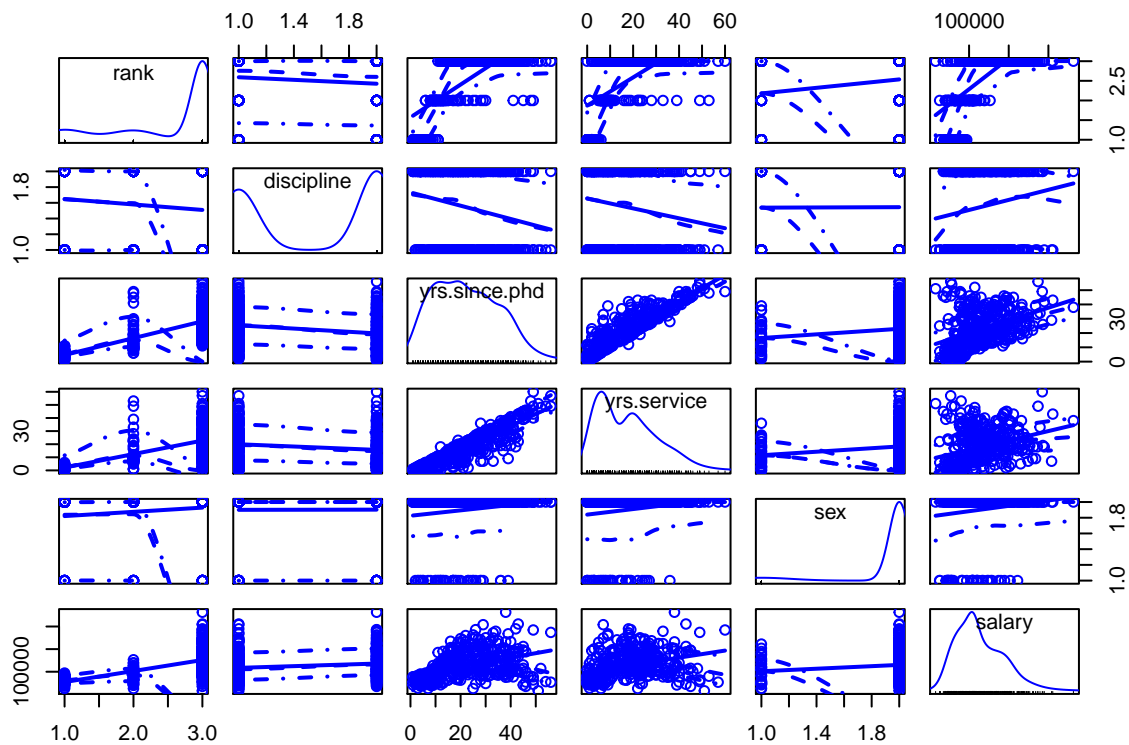 1.0 1.4 1.8
0 20 40 60
100000
rank
1.0 2.5
discipline
1.0 1.8
yrs.since.phd
0 30
yrs.service
0 30
sex
1.0 1.8
salary
100000
1.0 2.0 3.0
0 20 40
1.0 1.4 1.8